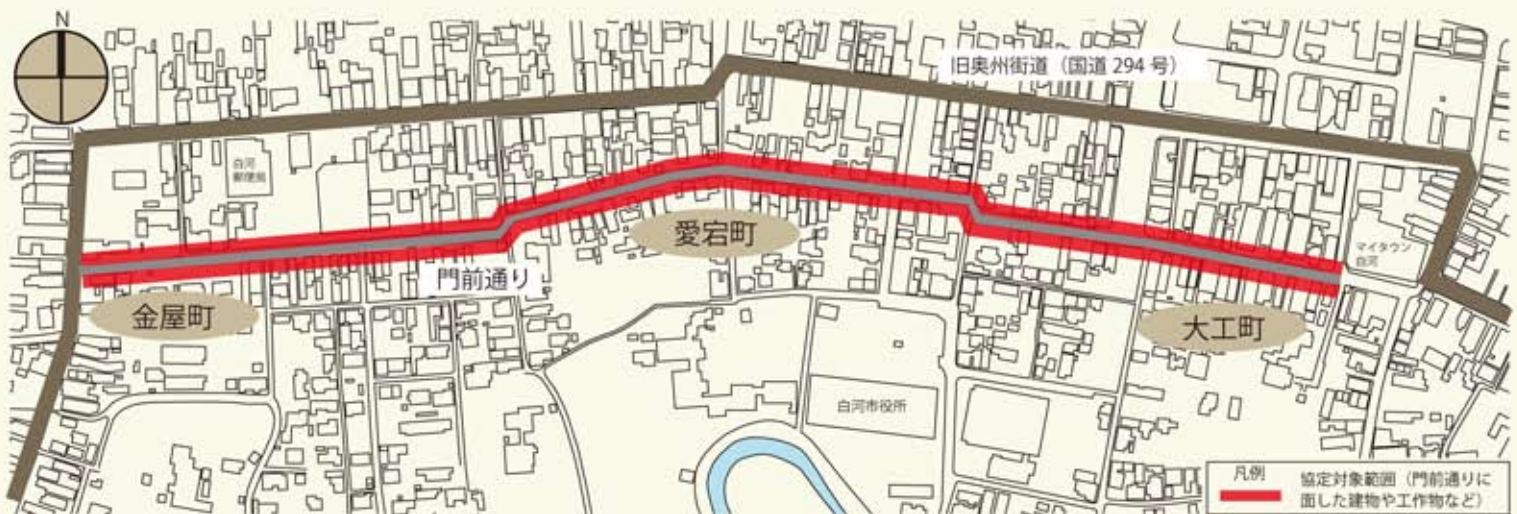 N
旧奥州街道（国道 294 号）
白河
郵便局
愛宕町
門前通り
マイタウン
白河
金屋町
大工町
白河市役所
凡例
協定対象範囲（門前通りに
面した建物や工作物など）